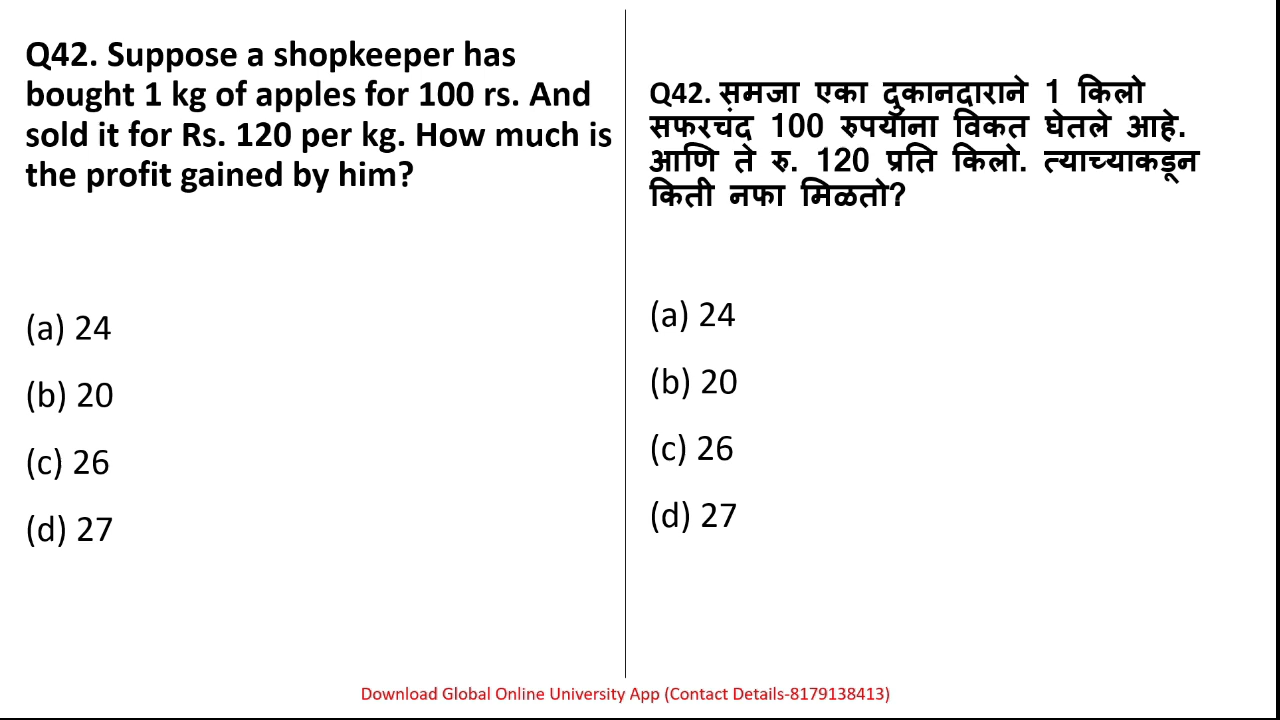 Q42. Suppose a shopkeeper has
bought 1 kg of apples for 100 rs. And
sold it for Rs. 120 per kg. How much is
the profit gained by him?
(a) 24
(b) 20
(c) 26
(d) 27
Q42. समजा एका दुकानदाराने 1 किलो
सफरचंद 100 रुपयांना विकत घेतले आहे.
आणि ते रु. 120 प्रति किलो. त्याच्याकडून
किती नफा मिळतो?
(a) 24
(b) 20
(c) 26
(d) 27
Download Global Online University App (Contact Details-8179138413)